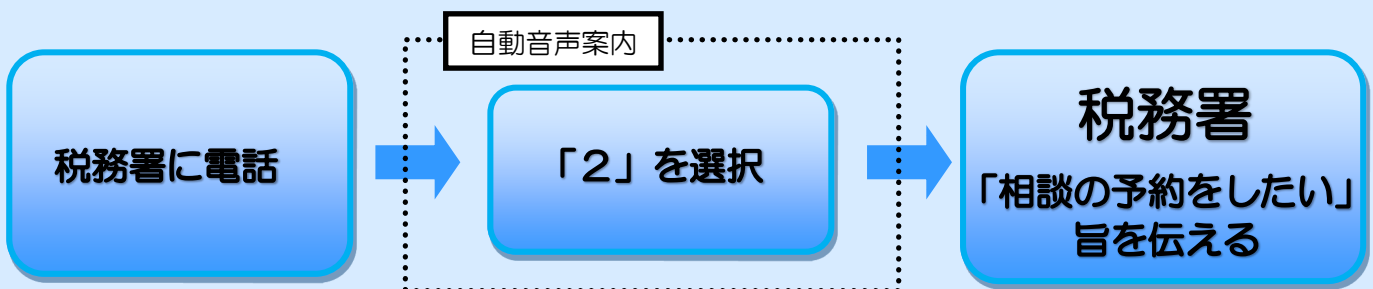 自動音声案内
税務署に電話
「２」を選択
税務署
「相談の予約をしたい」
旨を伝える